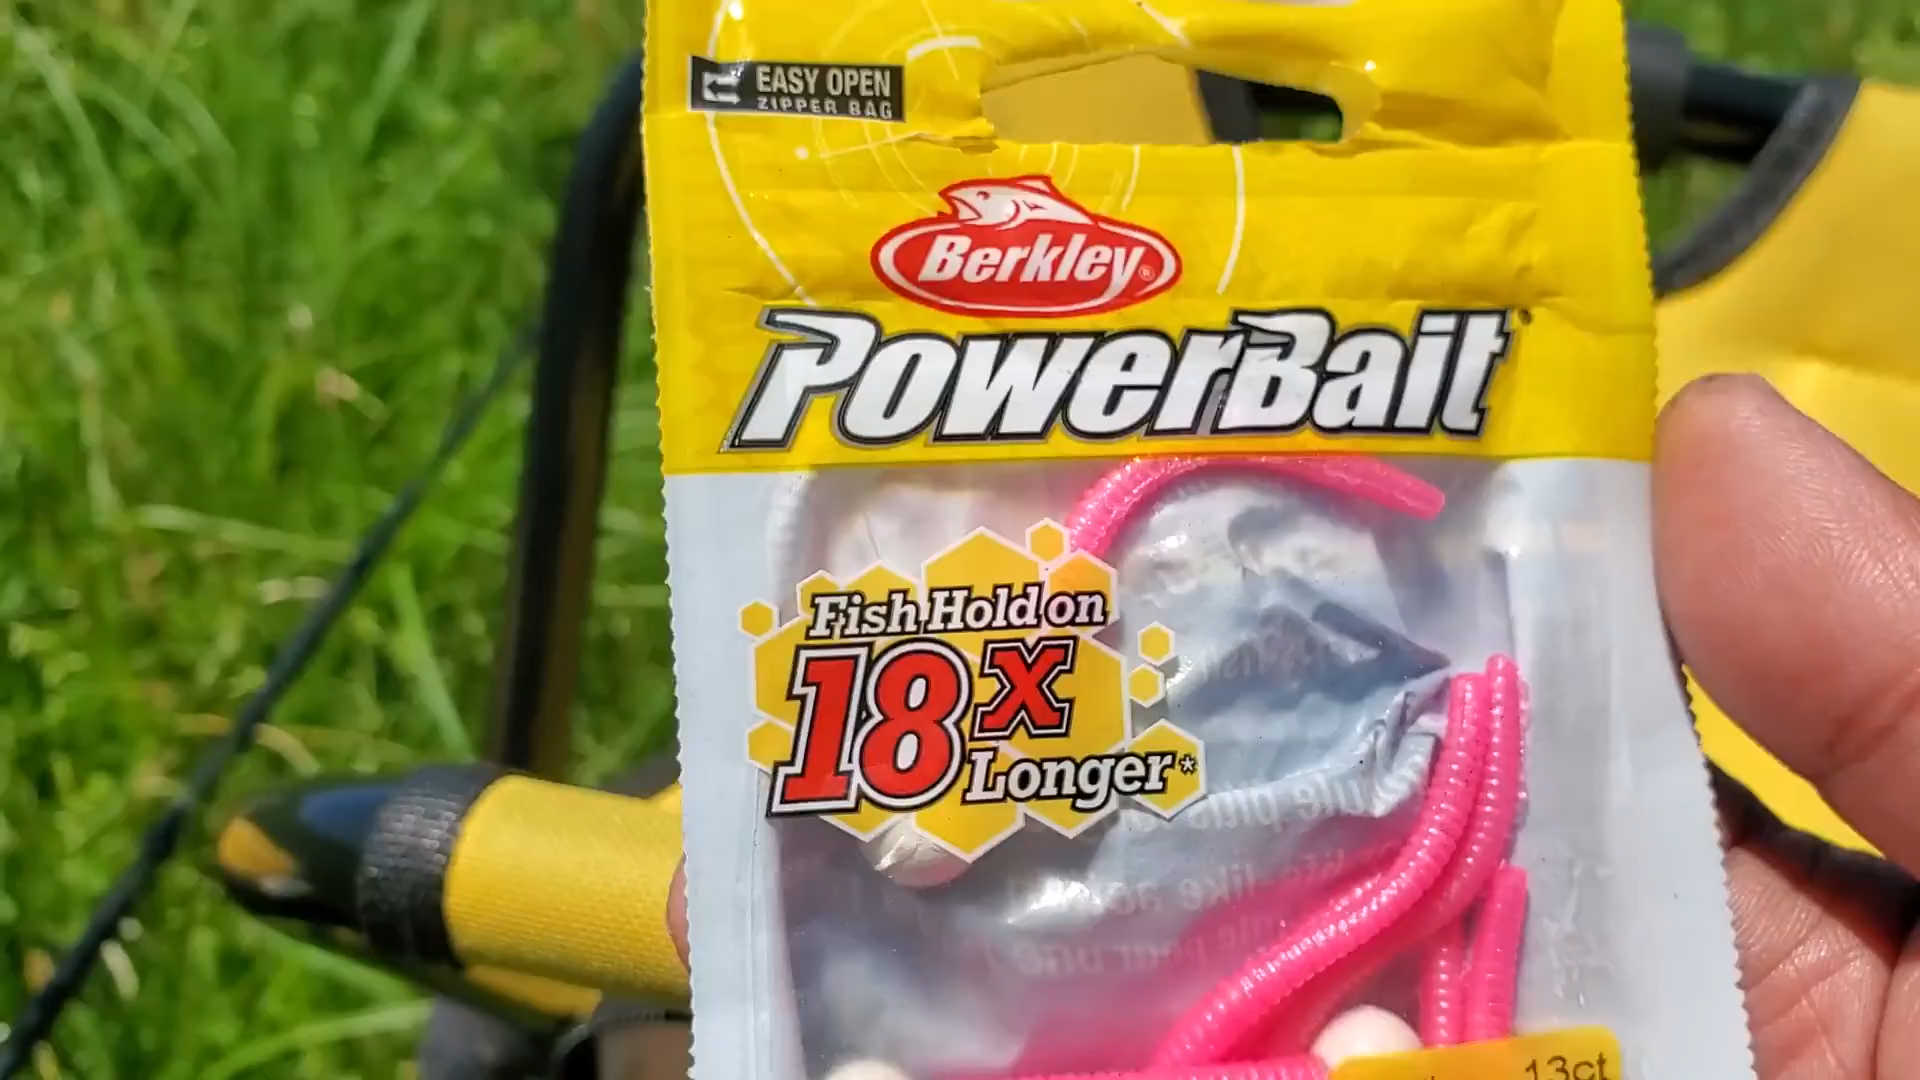 EASY OPEN
ZIPPER BAG
Berkley®
PowerBait
Fish Hold on
18x
Longer*
13ct